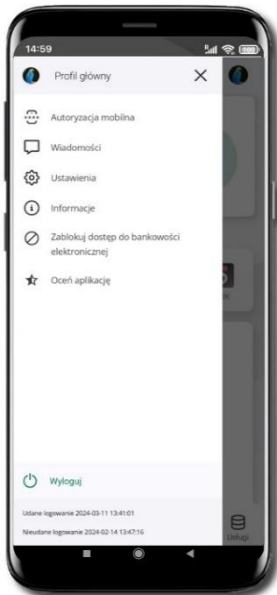 14:59
Profil główny
Autoryzacja mobilna
Wiadomości
Ustawienia
Informacje
Zablokuj dostęp do bankowości
elektronicznej
Oceń aplikację
Wyloguj
Udane logowanie 2024-03-11 13:41:01
Nieudane logowanie 2024-02-14 13:47:16
Usługi